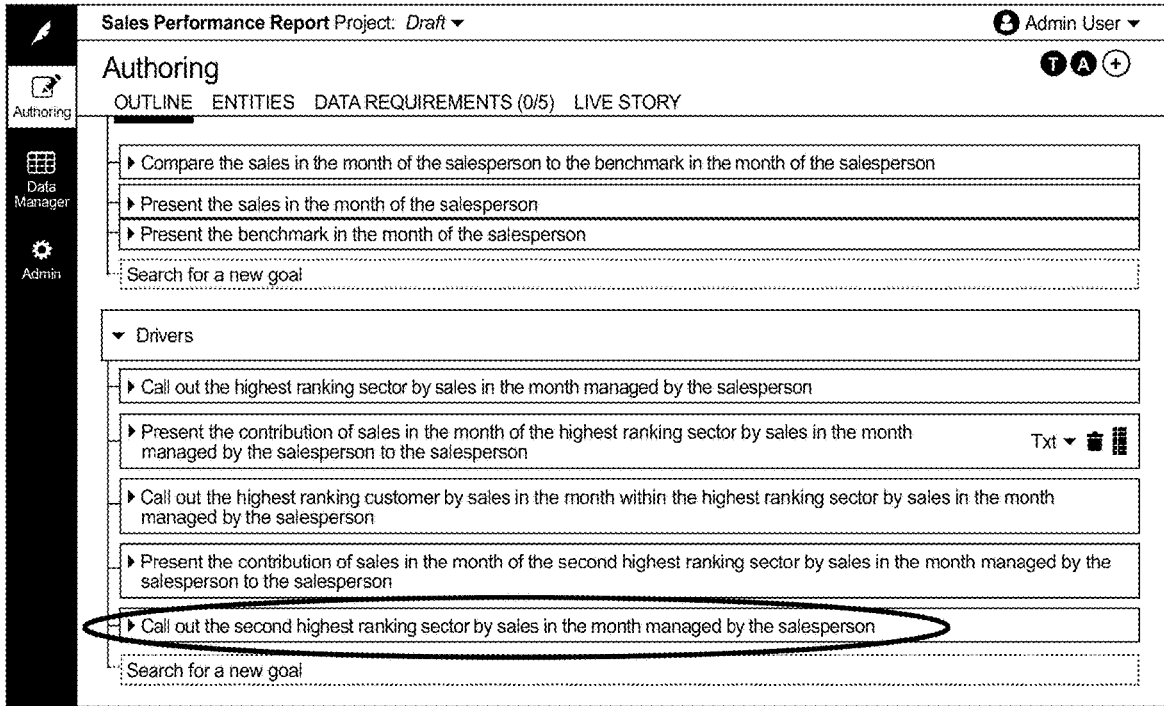 Sales Performance Report Project: Draft
Admin User
Authoring
T A +
OUTLINE ENTITIES DATA REQUIREMENTS (0/5) LIVE STORY
Authoring
Data
Manager
Admin
Compare the sales in the month of the salesperson to the benchmark in the month of the salesperson
Present the sales in the month of the salesperson
Present the benchmark in the month of the salesperson
Search for a new goal
Drivers
Call out the highest ranking sector by sales in the month managed by the salesperson
Present the contribution of sales in the month of the highest ranking sector by sales in the month
managed by the salesperson to the salesperson
Txt
Call out the highest ranking customer by sales in the month within the highest ranking sector by sales in the month
managed by the salesperson
Present the contribution of sales in the month of the second highest ranking sector by sales in the month managed by the
salesperson to the salesperson
Call out the second highest ranking sector by sales in the month managed by the salesperson
Search for a new goal